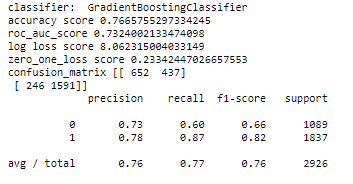 classifier:  GradientBoostingClassifier
accuracy score 0.7665755297334245
roc_auc_score 0.7324002133474098
log loss score 8.062315004033149
zero_one_loss score 0.23342447026657553
confusion_matrix [[ 652  437]
 [ 246 1591]]
             precision    recall  f1-score   support
          0       0.73      0.60      0.66      1089
          1       0.78      0.87      0.82      1837
avg / total       0.76      0.77      0.76      2926